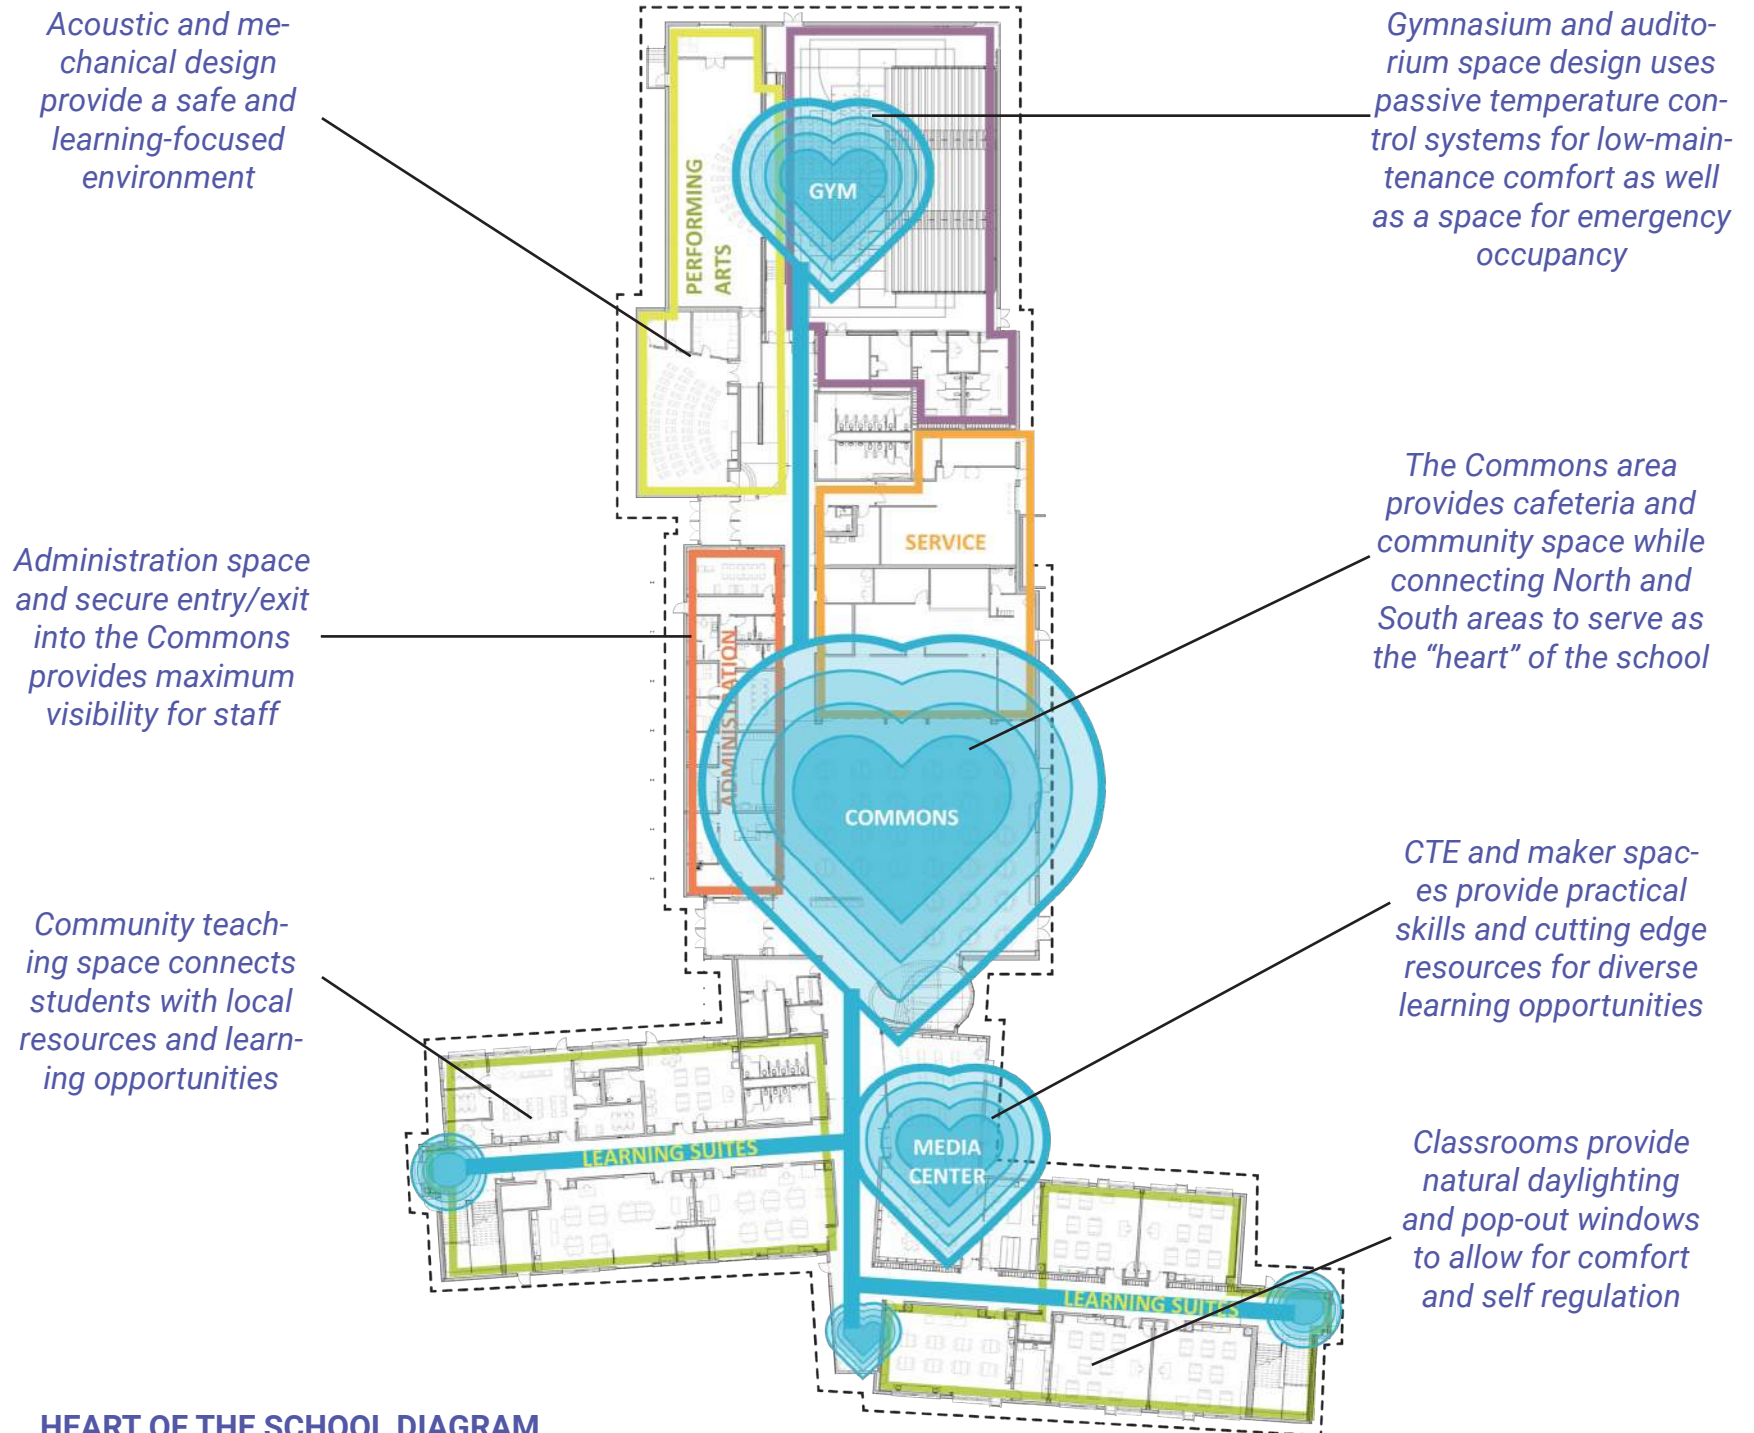 Acoustic and me-
chanical design
provide a safe and
learning-focused
environment
Gymnasium and audito-
rium space design uses
passive temperature con-
trol systems for low-main-
tenance comfort as well
as a space for emergency
occupancy
PERFORMING
ARTS
GYM
The Commons area
provides cafeteria and
community space while
connecting North and
South areas to serve as
the “heart” of the school
SERVICE
Administration space
and secure entry/exit
into the Commons
provides maximum
visibility for staff
ADMINISTRATION
COMMONS
CTE and maker spac-
es provide practical
skills and cutting edge
resources for diverse
learning opportunities
Community teach-
ing space connects
students with local
resources and learn-
ing opportunities
LEARNING SUITES
MEDIA
CENTER
Classrooms provide
natural daylighting
and pop-out windows
to allow for comfort
and self regulation
LEARNING SUITES
HEART OF THE SCHOOL DIAGRAM